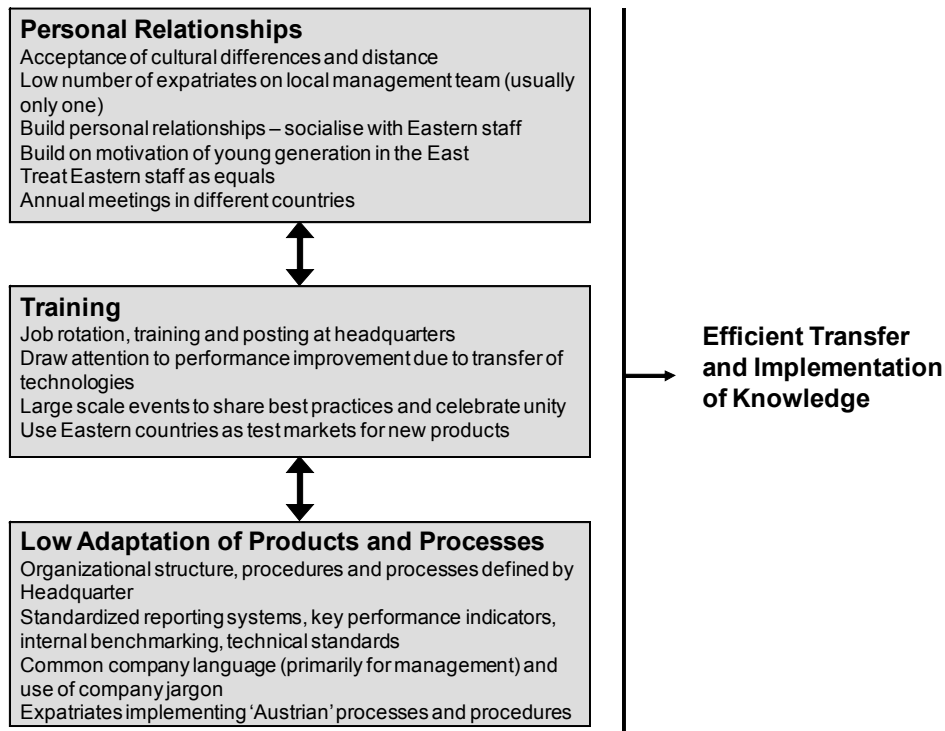 Personal Relationships
Acceptance of cultural differences and distance
Low number of expatriates on local management team (usually
only one)
Build personal relationships – socialise with Eastern staff
Build on motivation of young generation in the East
Treat Eastern staff as equals
Annual meetings in different countries
Training
Job rotation, training and posting at headquarters
Draw attention to performance improvement due to transfer of
technologies
Large scale events to share best practices and celebrate unity
Use Eastern countries as test markets for new products
Low Adaptation of Products and Processes
Organizational structure, procedures and processes defined by
Headquarter
Standardized reporting systems, key performance indicators,
internal benchmarking, technical standards
Common company language (primarily for management) and
use of company jargon
Expatriates implementing ‘Austrian’ processes and procedures
Efficient Transfer
and Implementation
of Knowledge